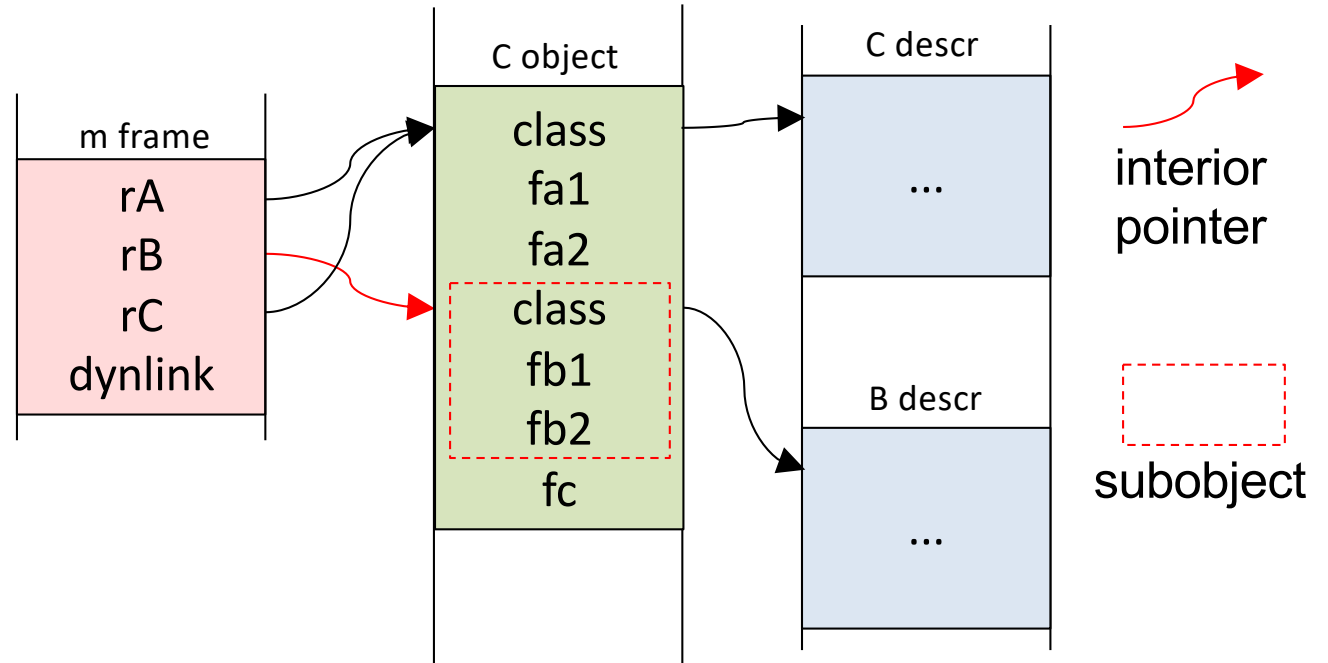 m frame
rA
rB
rC
dynlink
C object
class
fa1
fa2
class
fb1
fb2
fc
C descr
...
B descr
...
interior
pointer
subobject